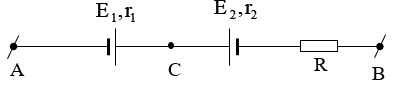 E₁,r₁ E₂,r₂
A C R B